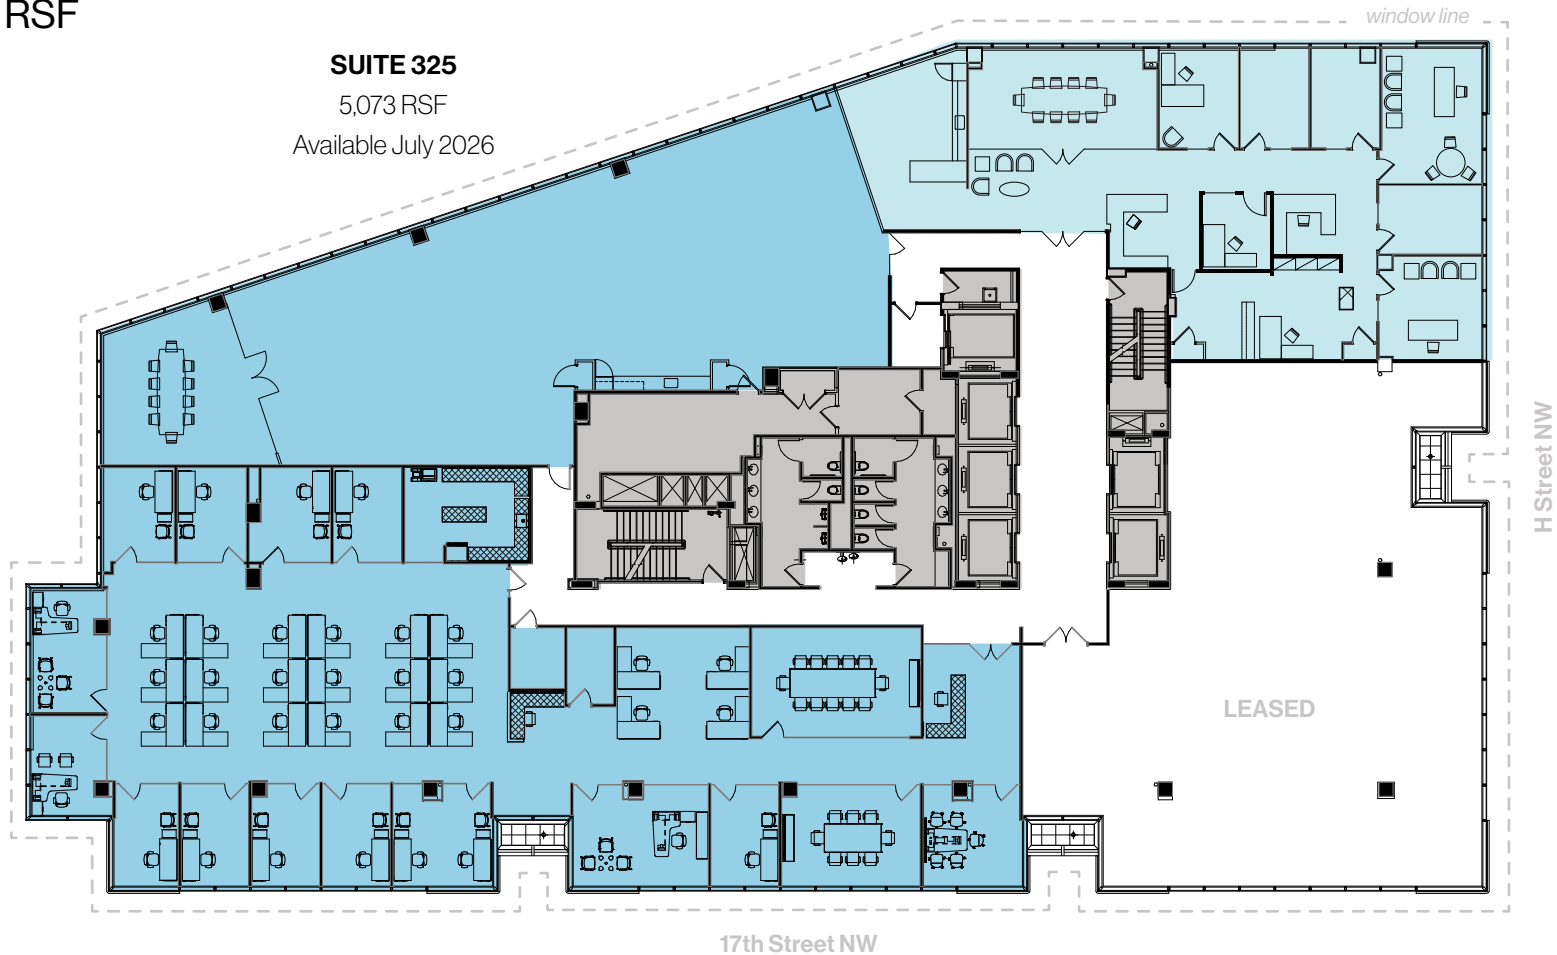 RSF
window line
SUITE 325
5,073 RSF
Available July 2026
H Street NW
LEASED
17th Street NW